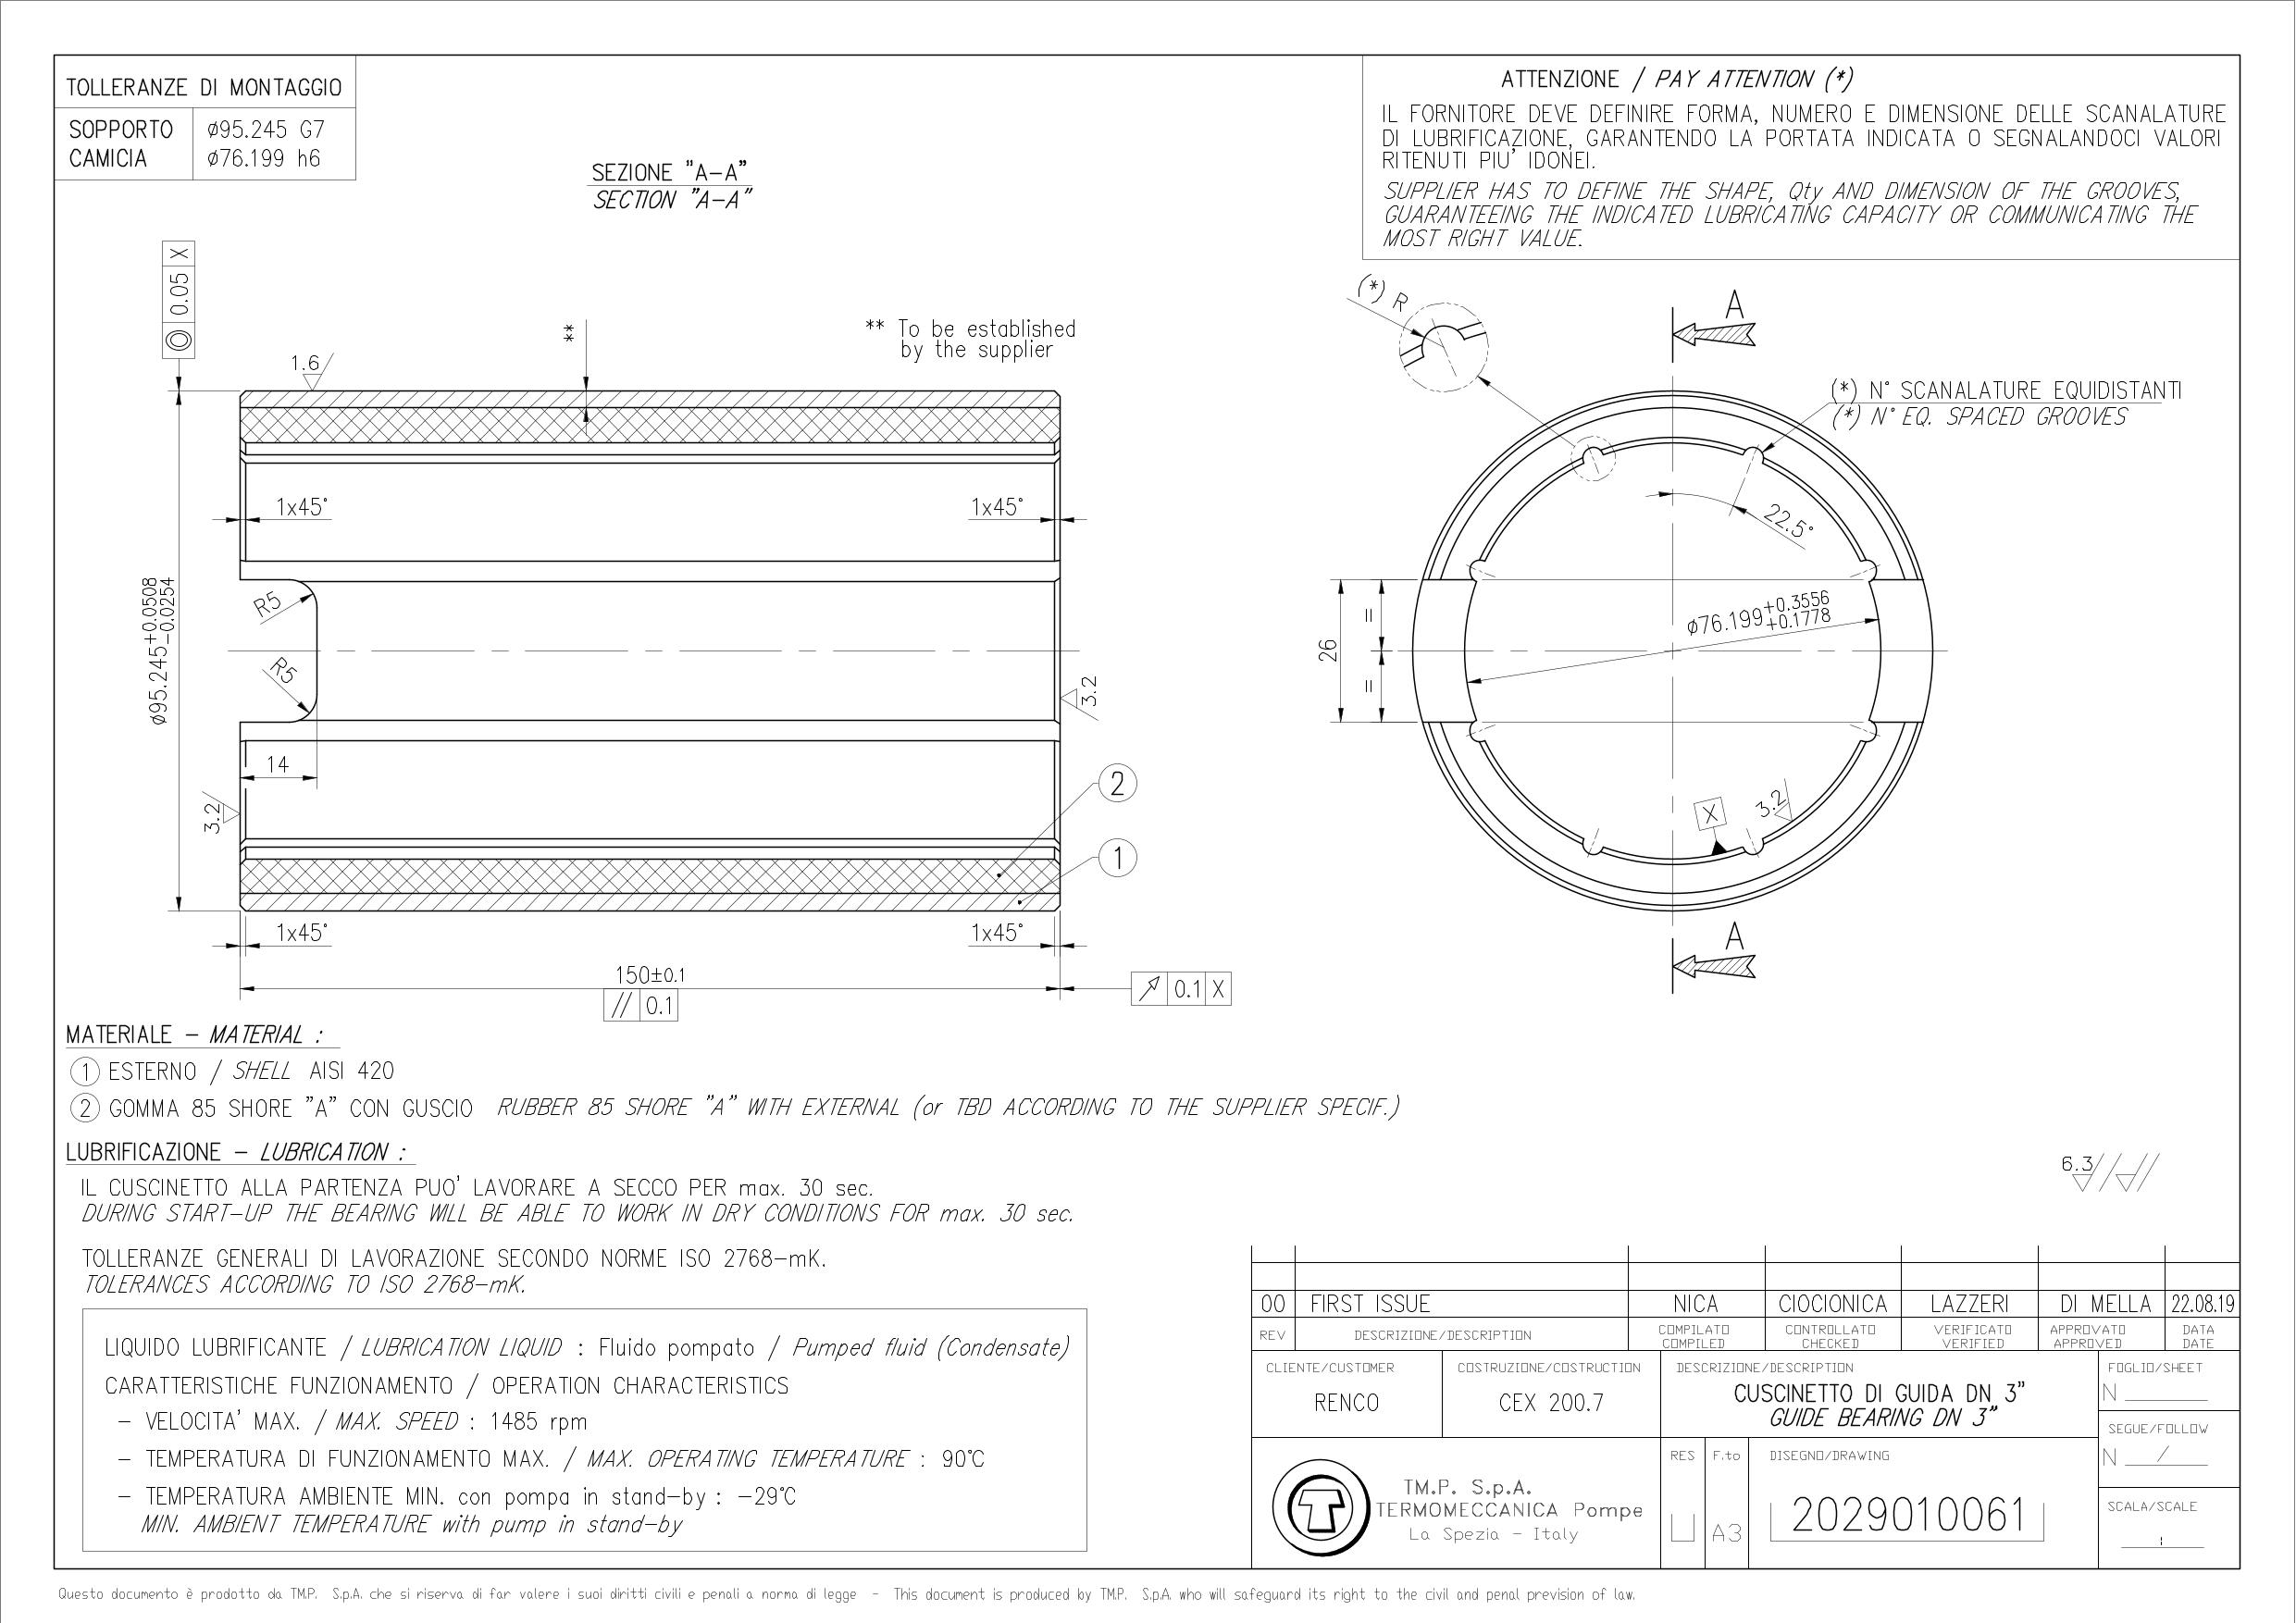 TOLLERANZE DI MONTAGGIO
SOPPORTO ø95.245 G7
CAMICIA ø76.199 h6
SEZIONE "A-A"
SECTION "A-A"
ATTENZIONE / PAY ATTENTION (*)
IL FORNITORE DEVE DEFINIRE FORMA, NUMERO E DIMENSIONE DELLE SCANALATURE
DI LUBRIFICAZIONE, GARANTENDO LA PORTATA INDICATA O SEGNALANDOCI VALORI
RITENUTI PIU' IDONEI.
SUPPLIER HAS TO DEFINE THE SHAPE, Qty AND DIMENSION OF THE GROOVES,
GUARANTEEING THE INDICATED LUBRICATING CAPACITY OR COMMUNICATING THE
MOST RIGHT VALUE.
◎ 0.05 X
1.6
**
** To be established
by the supplier
1x45°
1x45°
R5
R5
ø95.245 +0.0508
-0.0254
14
3.2
3.2
2
1
1x45°
1x45°
150±0.1
// 0.1
↗ 0.1 X
(*) R
A
(*) N° SCANALATURE EQUIDISTANTI
(*) N° EQ. SPACED GROOVES
22.5°
ø76.199 +0.3556
+0.1778
=
=
26
X
3.2
A
MATERIALE - MATERIAL :
1 ESTERNO / SHELL AISI 420
2 GOMMA 85 SHORE "A" CON GUSCIO RUBBER 85 SHORE "A" WITH EXTERNAL (or TBD ACCORDING TO THE SUPPLIER SPECIF.)
LUBRIFICAZIONE - LUBRICATION :
IL CUSCINETTO ALLA PARTENZA PUO' LAVORARE A SECCO PER max. 30 sec.
DURING START-UP THE BEARING WILL BE ABLE TO WORK IN DRY CONDITIONS FOR max. 30 sec.
TOLLERANZE GENERALI DI LAVORAZIONE SECONDO NORME ISO 2768-mK.
TOLERANCES ACCORDING TO ISO 2768-mK.
LIQUIDO LUBRIFICANTE / LUBRICATION LIQUID : Fluido pompato / Pumped fluid (Condensate)
CARATTERISTICHE FUNZIONAMENTO / OPERATION CHARACTERISTICS
- VELOCITA' MAX. / MAX. SPEED : 1485 rpm
- TEMPERATURA DI FUNZIONAMENTO MAX. / MAX. OPERATING TEMPERATURE : 90°C
- TEMPERATURA AMBIENTE MIN. con pompa in stand-by : -29°C
MIN. AMBIENT TEMPERATURE with pump in stand-by
6.3
00 FIRST ISSUE NICA CIOCIONICA LAZZERI DI MELLA 22.08.19
REV DESCRIZIONE/DESCRIPTION COMPILATO CONTROLLATO VERIFICATO APPROVATO DATA
COMPILED CHECKED VERIFIED APPROVED DATE
CLIENTE/CUSTOMER COSTRUZIONE/COSTRUCTION DESCRIZIONE/DESCRIPTION FOGLIO/SHEET
RENCO CEX 200.7 CUSCINETTO DI GUIDA DN 3"
GUIDE BEARING DN 3"
N
SEGUE/FOLLOW
N /
RES F.to DISEGNO/DRAWING
T.M.P. S.p.A.
TERMOMECCANICA Pompe
La Spezia - Italy
U A3 2029010061
SCALA/SCALE
:
Questo documento è prodotto da T.M.P. S.p.A. che si riserva di far valere i suoi diritti civili e penali a norma di legge - This document is produced by T.M.P. S.p.A. who will safeguard its right to the civil and penal prevision of law.